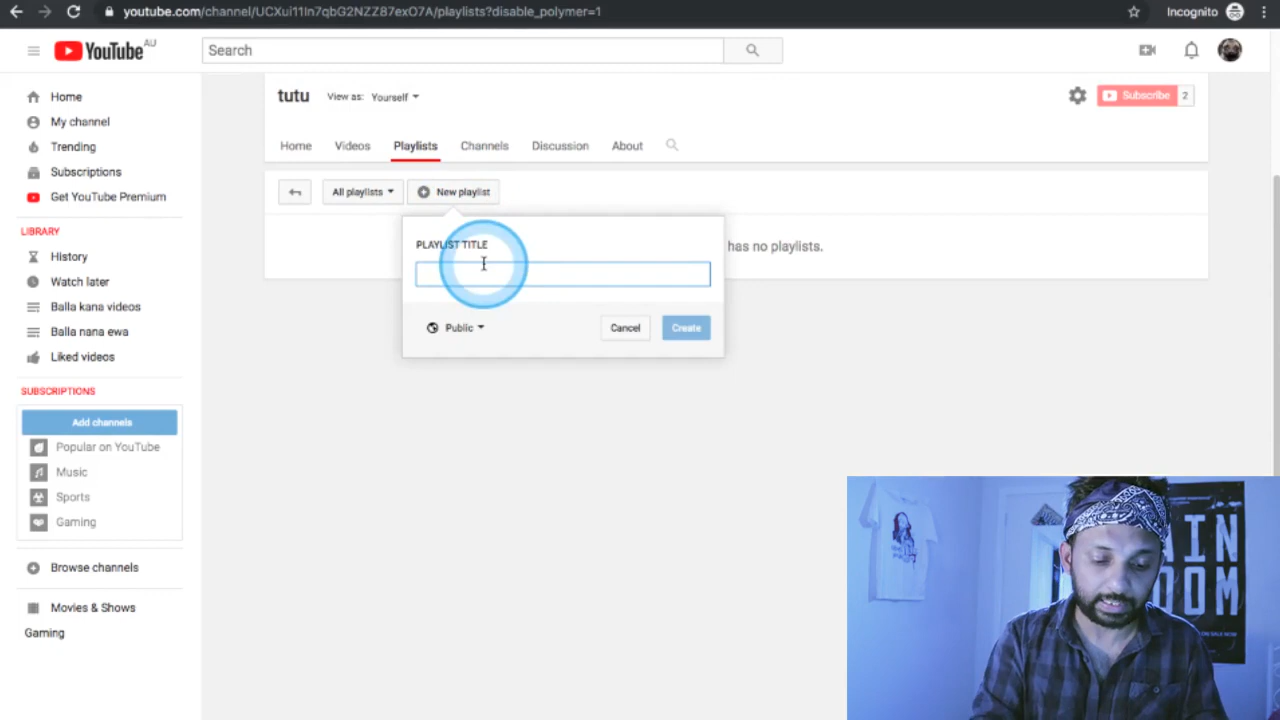 youtube.com/channel/UCXui11In7qbG2NZZ87exO7A/playlists?disable_polymer=1
Incognito
YouTube AU
Search
Home
My channel
Trending
Subscriptions
Get YouTube Premium
LIBRARY
History
Watch later
Balla kana videos
Balla nana ewa
Liked videos
SUBSCRIPTIONS
Add channels
Popular on YouTube
Music
Sports
Gaming
Browse channels
Movies & Shows
Gaming
tutu
View as: Yourself
Subscribe 2
Home Videos Playlists Channels Discussion About
All playlists
New playlist
has no playlists.
PLAYLIST TITLE
Public
Cancel
Create
AIN
OOM